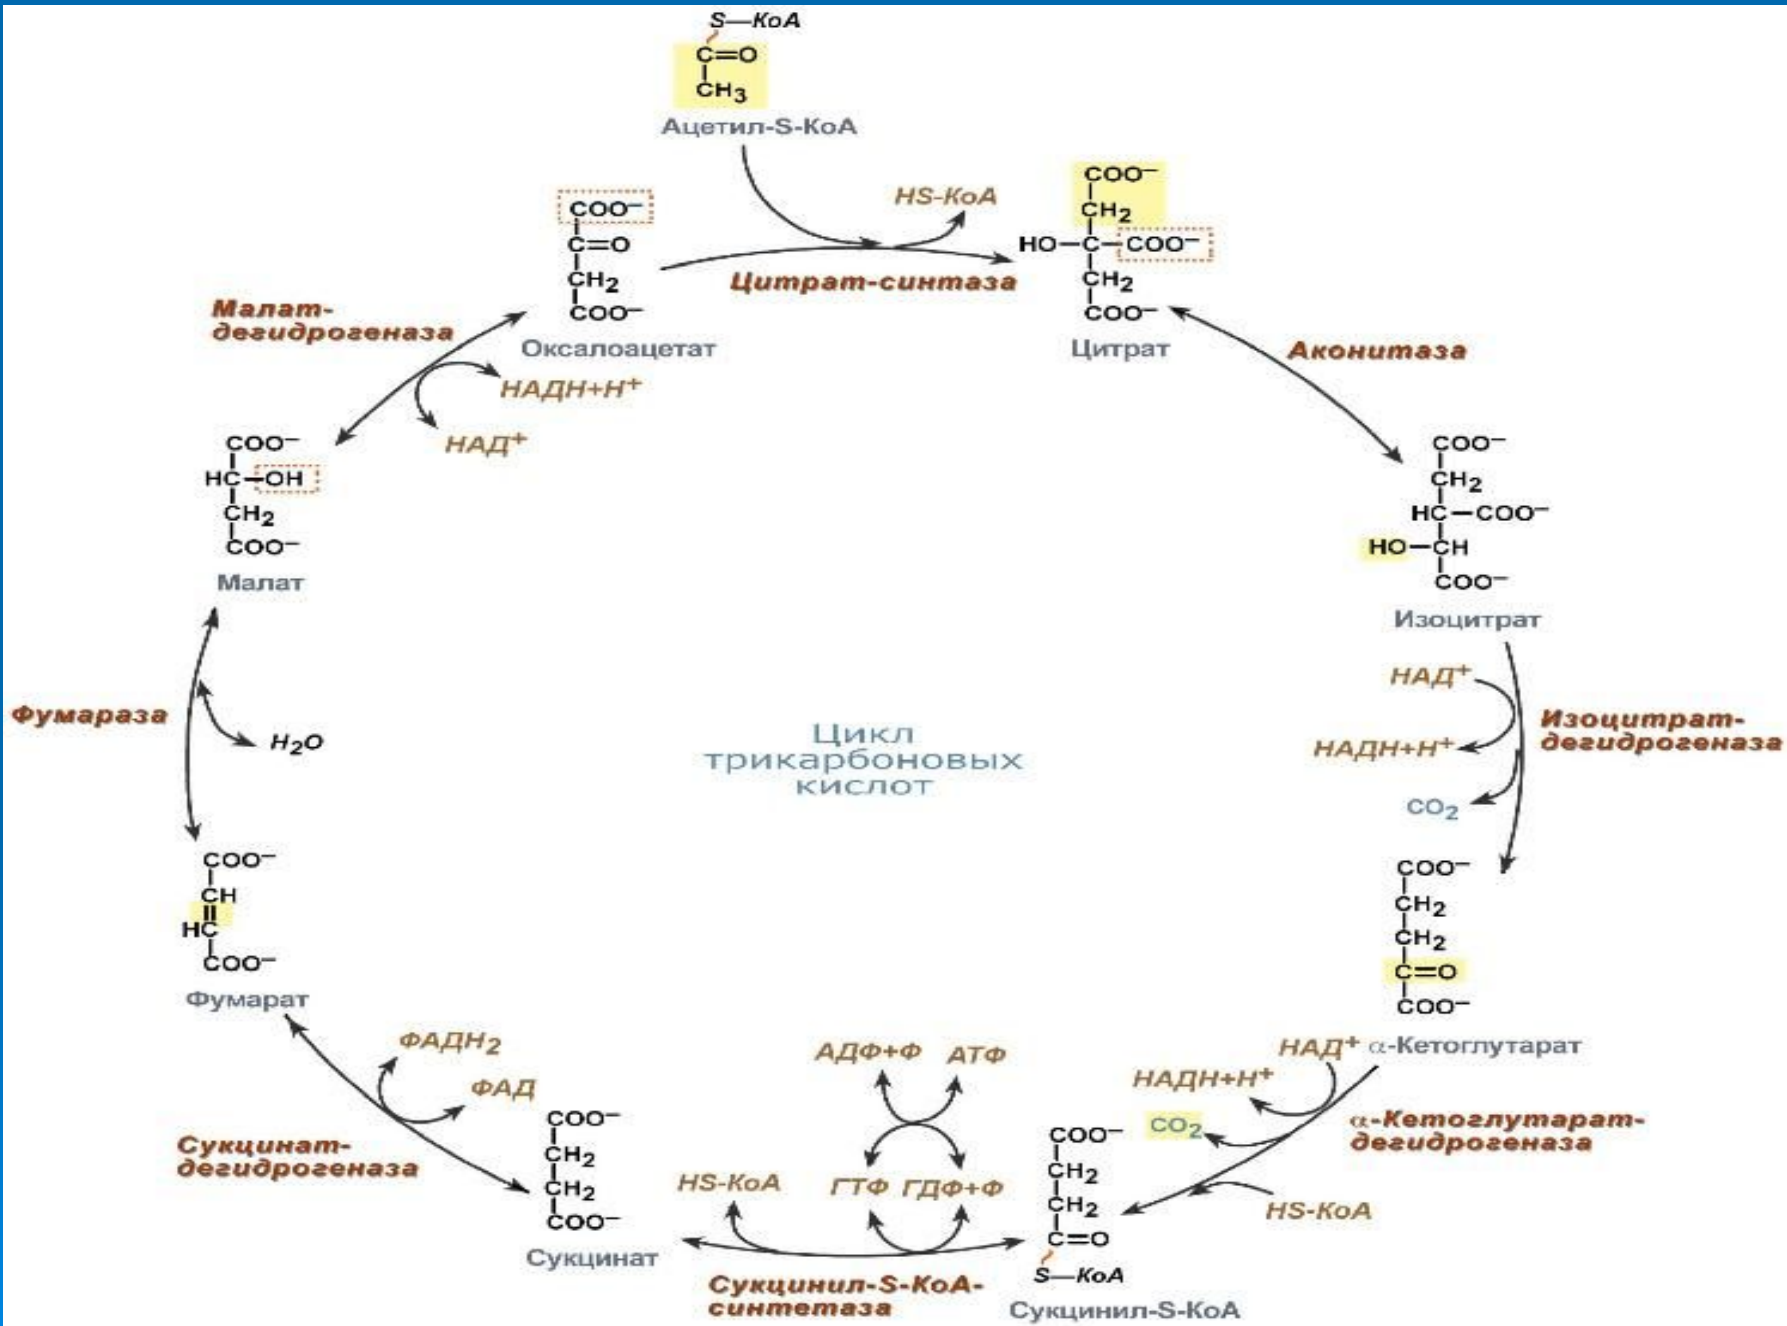 S—КоА
C=O
CH3
Ацетил-S-КоА
HS-КоА
COO–
CH2
HO–C–COO–
CH2
COO–
Цитрат
Цитрат-синтаза
COO–
C=O
CH2
COO–
Оксалоацетат
Малат-
дегидрогеназа
НАДН+Н+
НАД+
Аконитаза
COO–
CH2
HC–COO–
HO–CH
COO–
Изоцитрат
НАД+
НАДН+Н+
CO2
Изоцитрат-
дегидрогеназа
COO–
HC–OH
CH2
COO–
Малат
Фумараза
H2O
Цикл
трикарбоновых
кислот
COO–
CH
HC
COO–
Фумарат
COO–
CH2
CH2
C=O
COO–
α-Кетоглутарат
НАД+
НАДН+Н+
CO2
α-Кетоглутарат-
дегидрогеназа
HS-КоА
ФАДН2
ФАД
Сукцинат-
дегидрогеназа
COO–
CH2
CH2
COO–
Сукцинат
АДФ+Ф
АТФ
HS-КоА
ГТФ
ГДФ+Ф
Сукцинил-S-КоА-
синтетаза
COO–
CH2
CH2
C=O
S—КоА
Сукцинил-S-КоА